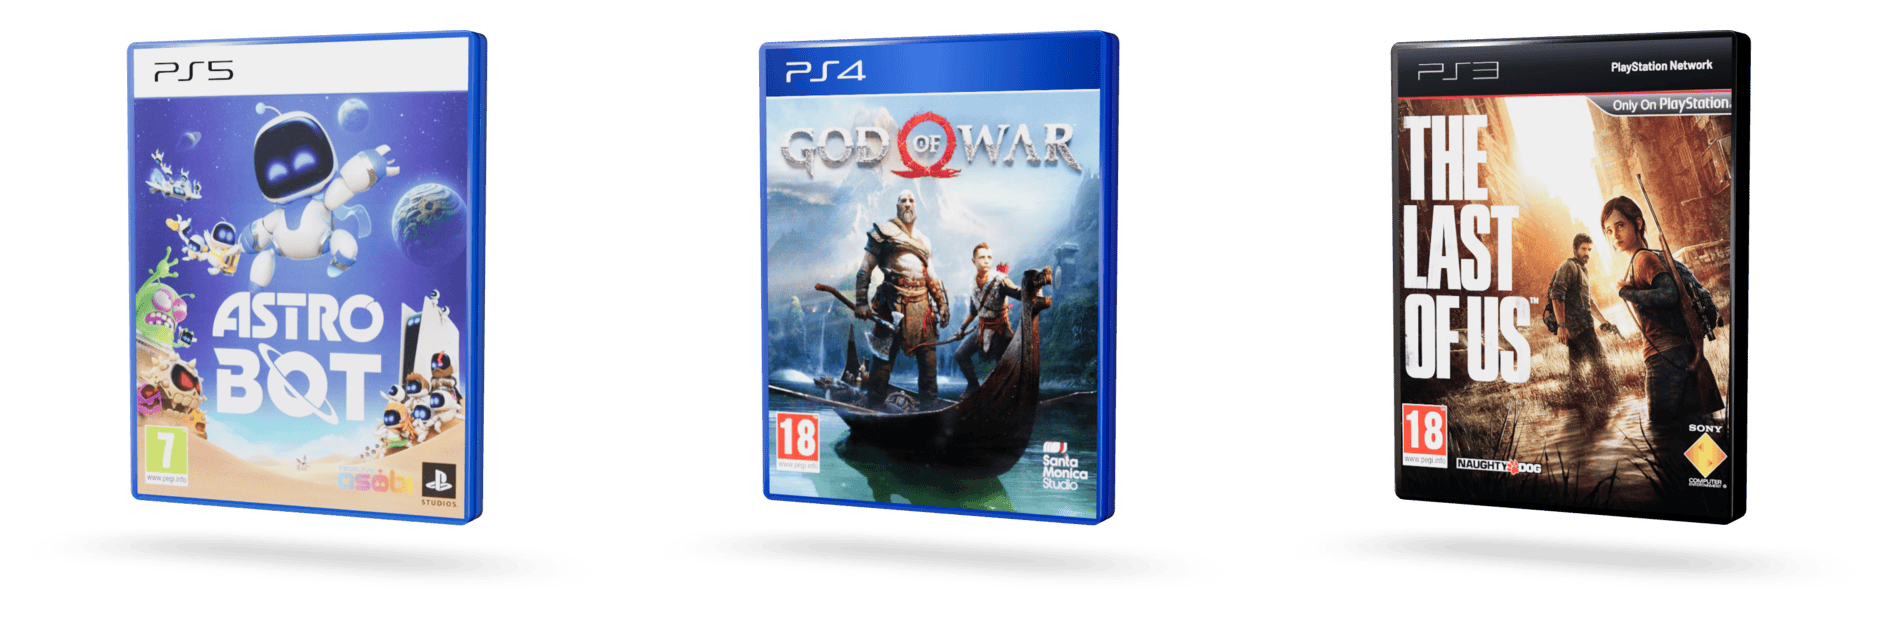 PS5
ASTRO
BOT
7
www.pegi.info
asobi
STUDIOS
PS4
GOD OF WAR
18
www.pegi.info
Santa
Monica
Studio
PS3
PlayStation Network
Only On PlayStation
THE
LAST
OF US™
18
www.pegi.info
NAUGHTY DOG
SONY
COMPUTER
ENTERTAINMENT